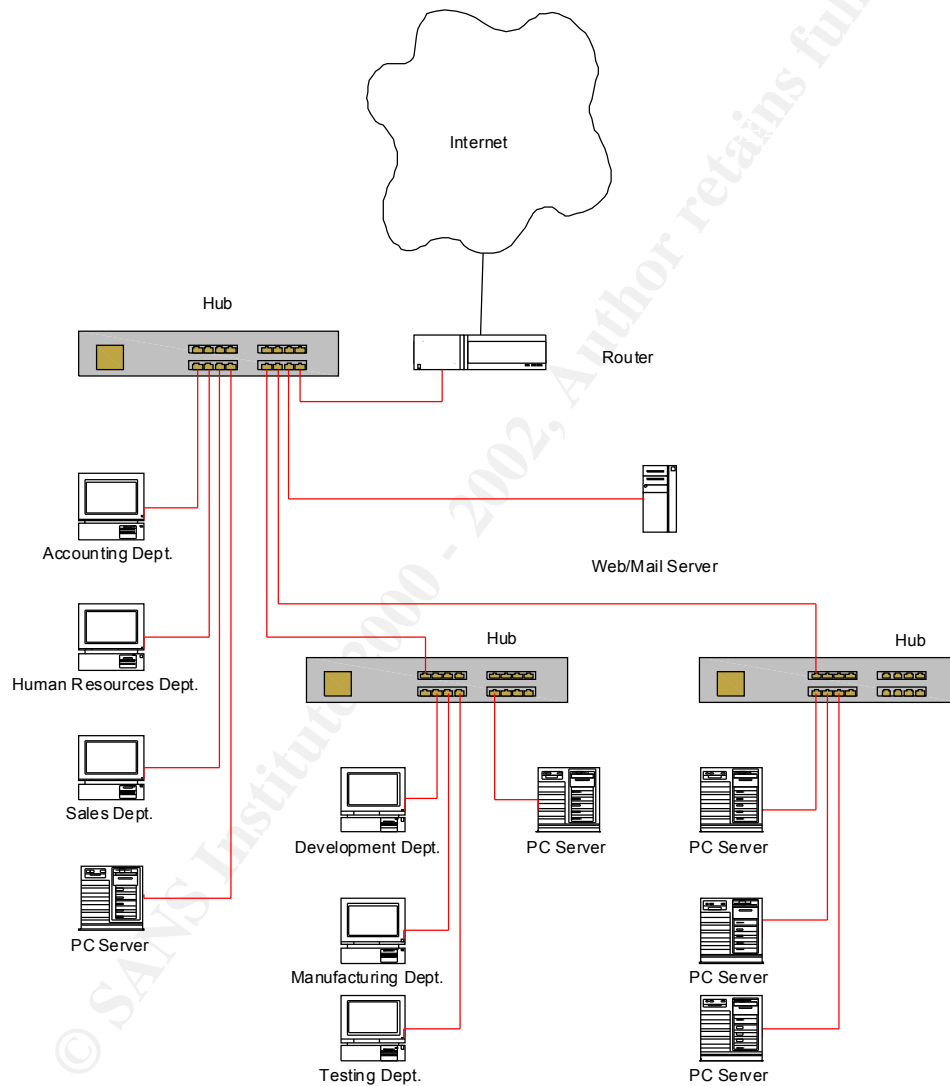 Internet
Hub
Router
Accounting Dept.
Web/Mail Server
Human Resources Dept.
Hub
Hub
Sales Dept.
Development Dept.
PC Server
PC Server
PC Server
Manufacturing Dept.
PC Server
Testing Dept.
PC Server
© SANS Institute 2000 - 2002, Author retains full